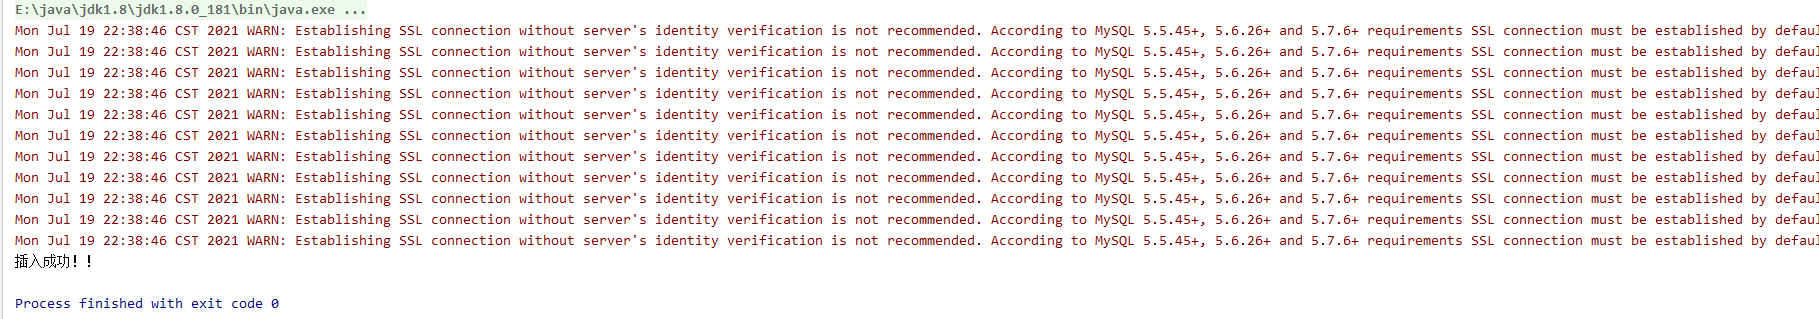 E:\java\jdk1.8\jdk1.8.0_181\bin\java.exe ...
Mon Jul 19 22:38:46 CST 2021 WARN: Establishing SSL connection without server's identity verification is not recommended. According to MySQL 5.5.45+, 5.6.26+ and 5.7.6+ requirements SSL connection must be established by defaul
Mon Jul 19 22:38:46 CST 2021 WARN: Establishing SSL connection without server's identity verification is not recommended. According to MySQL 5.5.45+, 5.6.26+ and 5.7.6+ requirements SSL connection must be established by defaul
Mon Jul 19 22:38:46 CST 2021 WARN: Establishing SSL connection without server's identity verification is not recommended. According to MySQL 5.5.45+, 5.6.26+ and 5.7.6+ requirements SSL connection must be established by defaul
Mon Jul 19 22:38:46 CST 2021 WARN: Establishing SSL connection without server's identity verification is not recommended. According to MySQL 5.5.45+, 5.6.26+ and 5.7.6+ requirements SSL connection must be established by defaul
Mon Jul 19 22:38:46 CST 2021 WARN: Establishing SSL connection without server's identity verification is not recommended. According to MySQL 5.5.45+, 5.6.26+ and 5.7.6+ requirements SSL connection must be established by defaul
Mon Jul 19 22:38:46 CST 2021 WARN: Establishing SSL connection without server's identity verification is not recommended. According to MySQL 5.5.45+, 5.6.26+ and 5.7.6+ requirements SSL connection must be established by defaul
Mon Jul 19 22:38:46 CST 2021 WARN: Establishing SSL connection without server's identity verification is not recommended. According to MySQL 5.5.45+, 5.6.26+ and 5.7.6+ requirements SSL connection must be established by defaul
Mon Jul 19 22:38:46 CST 2021 WARN: Establishing SSL connection without server's identity verification is not recommended. According to MySQL 5.5.45+, 5.6.26+ and 5.7.6+ requirements SSL connection must be established by defaul
Mon Jul 19 22:38:46 CST 2021 WARN: Establishing SSL connection without server's identity verification is not recommended. According to MySQL 5.5.45+, 5.6.26+ and 5.7.6+ requirements SSL connection must be established by defaul
Mon Jul 19 22:38:46 CST 2021 WARN: Establishing SSL connection without server's identity verification is not recommended. According to MySQL 5.5.45+, 5.6.26+ and 5.7.6+ requirements SSL connection must be established by defaul
Mon Jul 19 22:38:46 CST 2021 WARN: Establishing SSL connection without server's identity verification is not recommended. According to MySQL 5.5.45+, 5.6.26+ and 5.7.6+ requirements SSL connection must be established by defaul
插入成功！！
Process finished with exit code 0